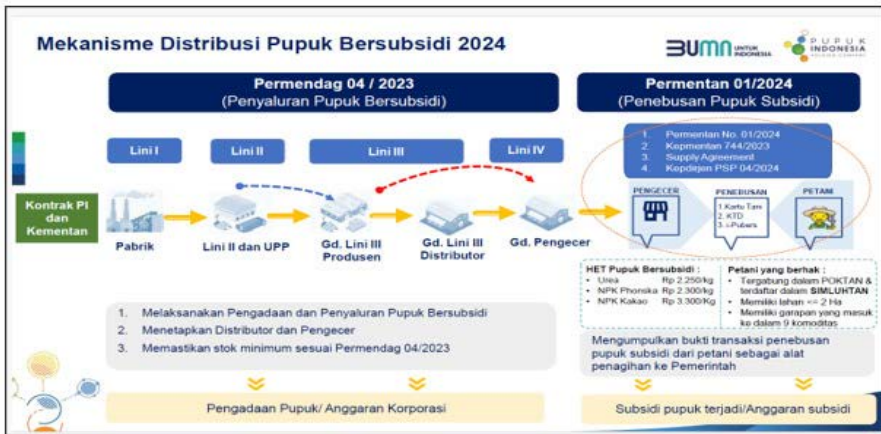 Mekanisme Distribusi Pupuk Bersubsidi 2024
BUMN UNTUK INDONESIA
PUPUK INDONESIA
Permendag 04 / 2023
(Penyaluran Pupuk Bersubsidi)
Permentan 01/2024
(Penebusan Pupuk Subsidi)
Lini I
Lini II
Lini III
Lini IV
1. Permentan No. 01/2024
2. Kepmentan 744/2023
3. Supply Agreement
4. Kepdirjen PSP 04/2024
Kontrak PI
dan
Kementan
Pabrik
Lini II dan UPP
Gd. Lini III
Produsen
Gd. Lini III
Distributor
Gd. Pengecer
PENGECER
PENEBUSAN
1.Kartu Tani
2. KTD
3. i-Pubers
PETANI
HET Pupuk Bersubsidi :
• Urea Rp 2.250/kg
• NPK Phonska Rp 2.300/kg
• NPK Kakao Rp 3.300/Kg
Petani yang berhak :
• Tergabung dalam POKTAN &
terdaftar dalam SIMLUHTAN
• Memiliki lahan <= 2 Ha
• Memiliki garapan yang masuk
ke dalam 9 komoditas
1. Melaksanakan Pengadaan dan Penyaluran Pupuk Bersubsidi
2. Menetapkan Distributor dan Pengecer
3. Memastikan stok minimum sesuai Permendag 04/2023
Mengumpulkan bukti transaksi penebusan
pupuk subsidi dari petani sebagai alat
penagihan ke Pemerintah
Pengadaan Pupuk/ Anggaran Korporasi
Subsidi pupuk terjadi/Anggaran subsidi